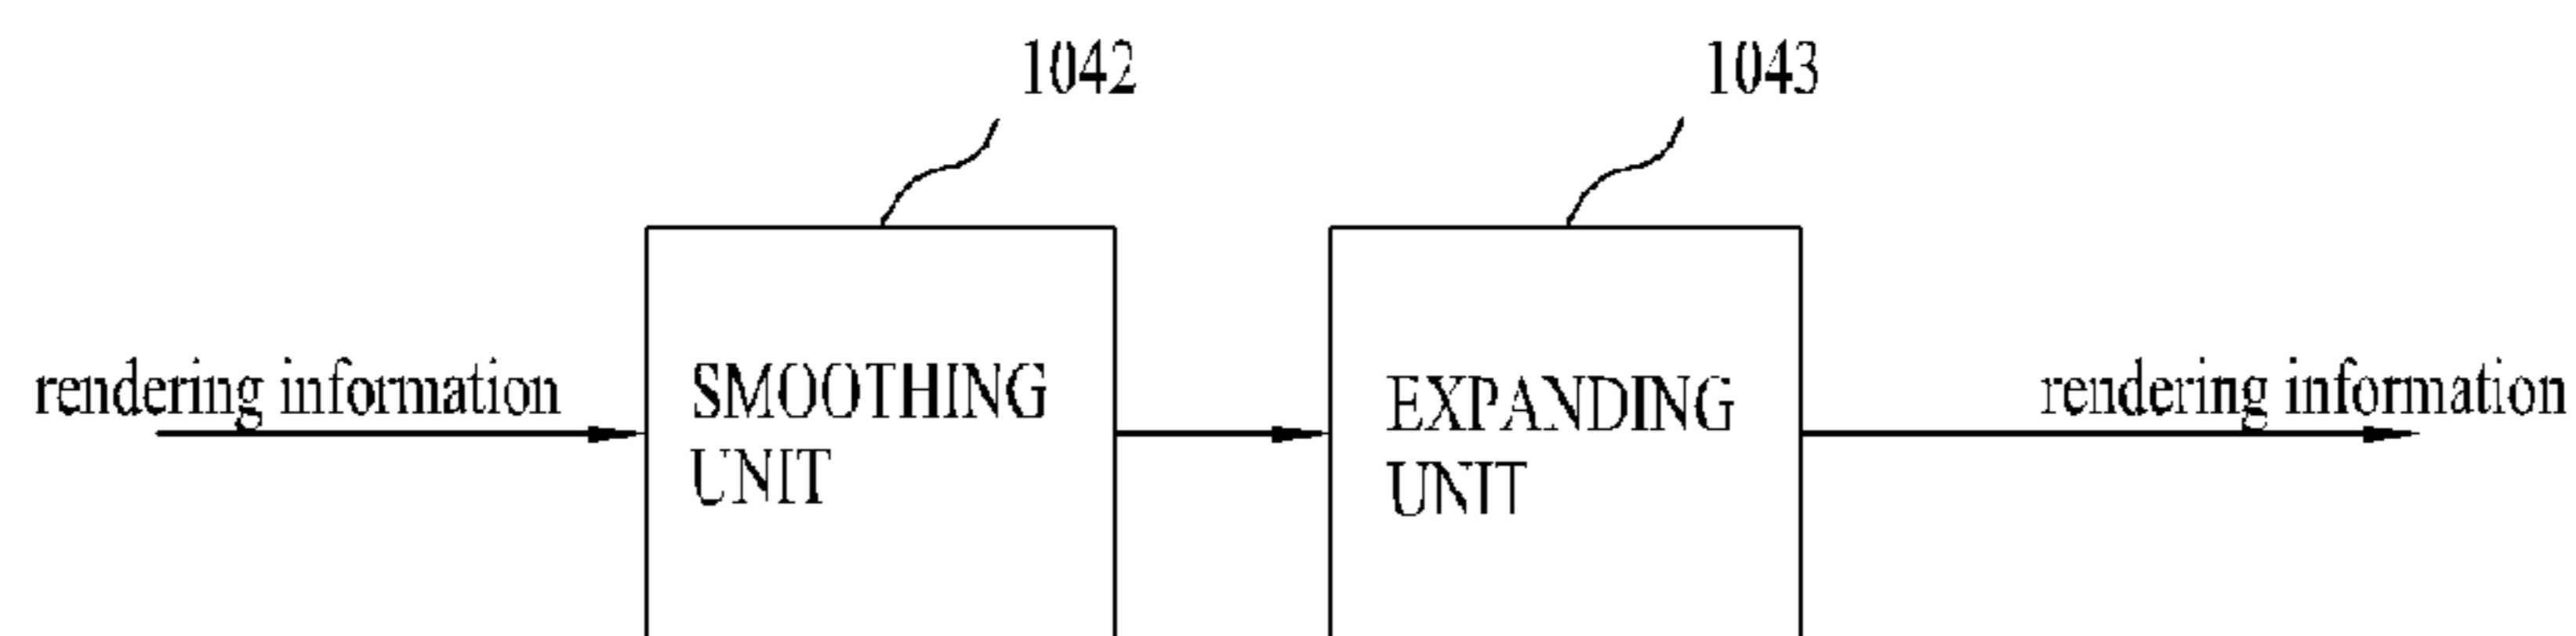 1042
1043
rendering information
SMOOTHING
UNIT
EXPANDING
UNIT
rendering information